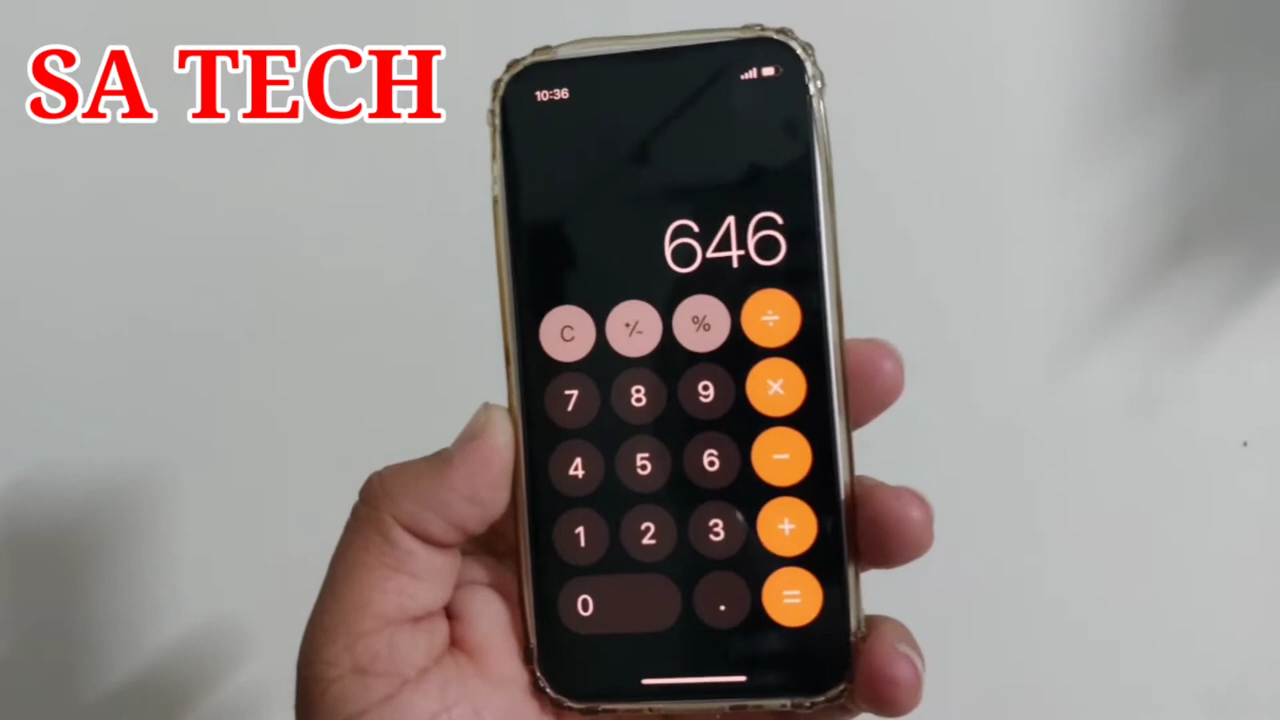 SA TECH
10:36
646
C +/- % ÷
7 8 9 ×
4 5 6 −
1 2 3 +
0 . =